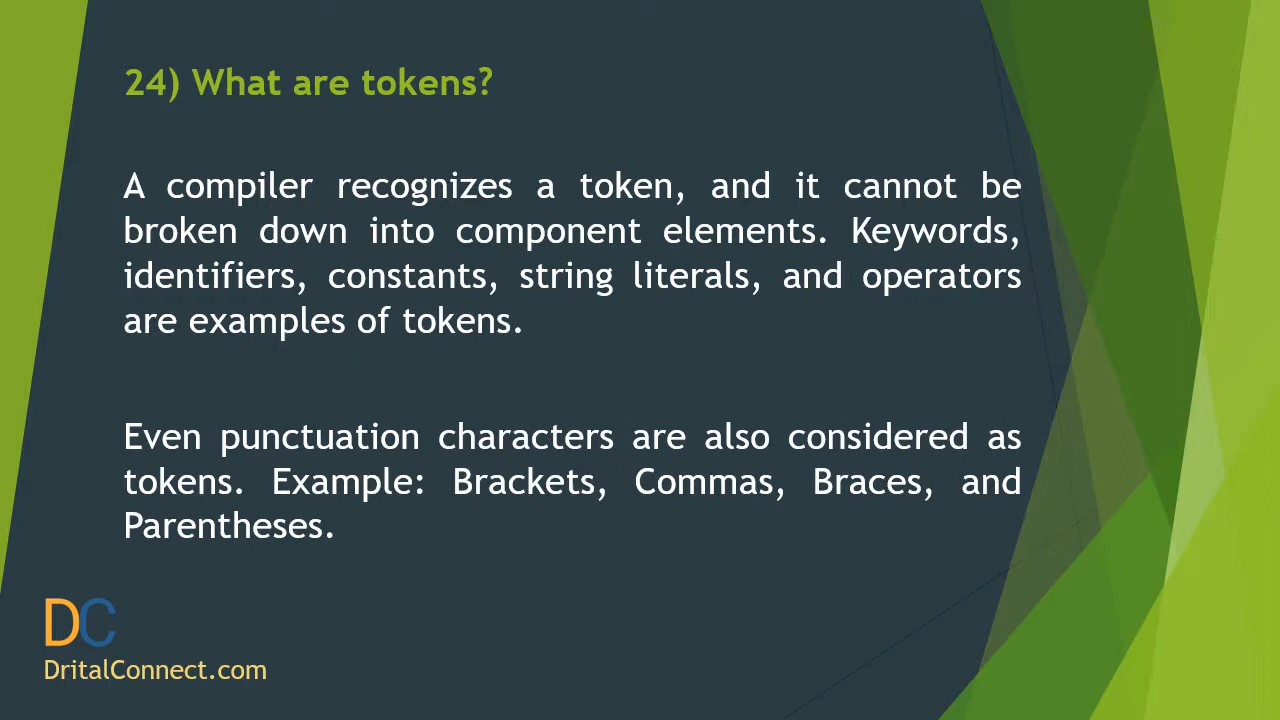 24) What are tokens?
A compiler recognizes a token, and it cannot be
broken down into component elements. Keywords,
identifiers, constants, string literals, and operators
are examples of tokens.
Even punctuation characters are also considered as
tokens. Example: Brackets, Commas, Braces, and
Parentheses.
DC
DritalConnect.com